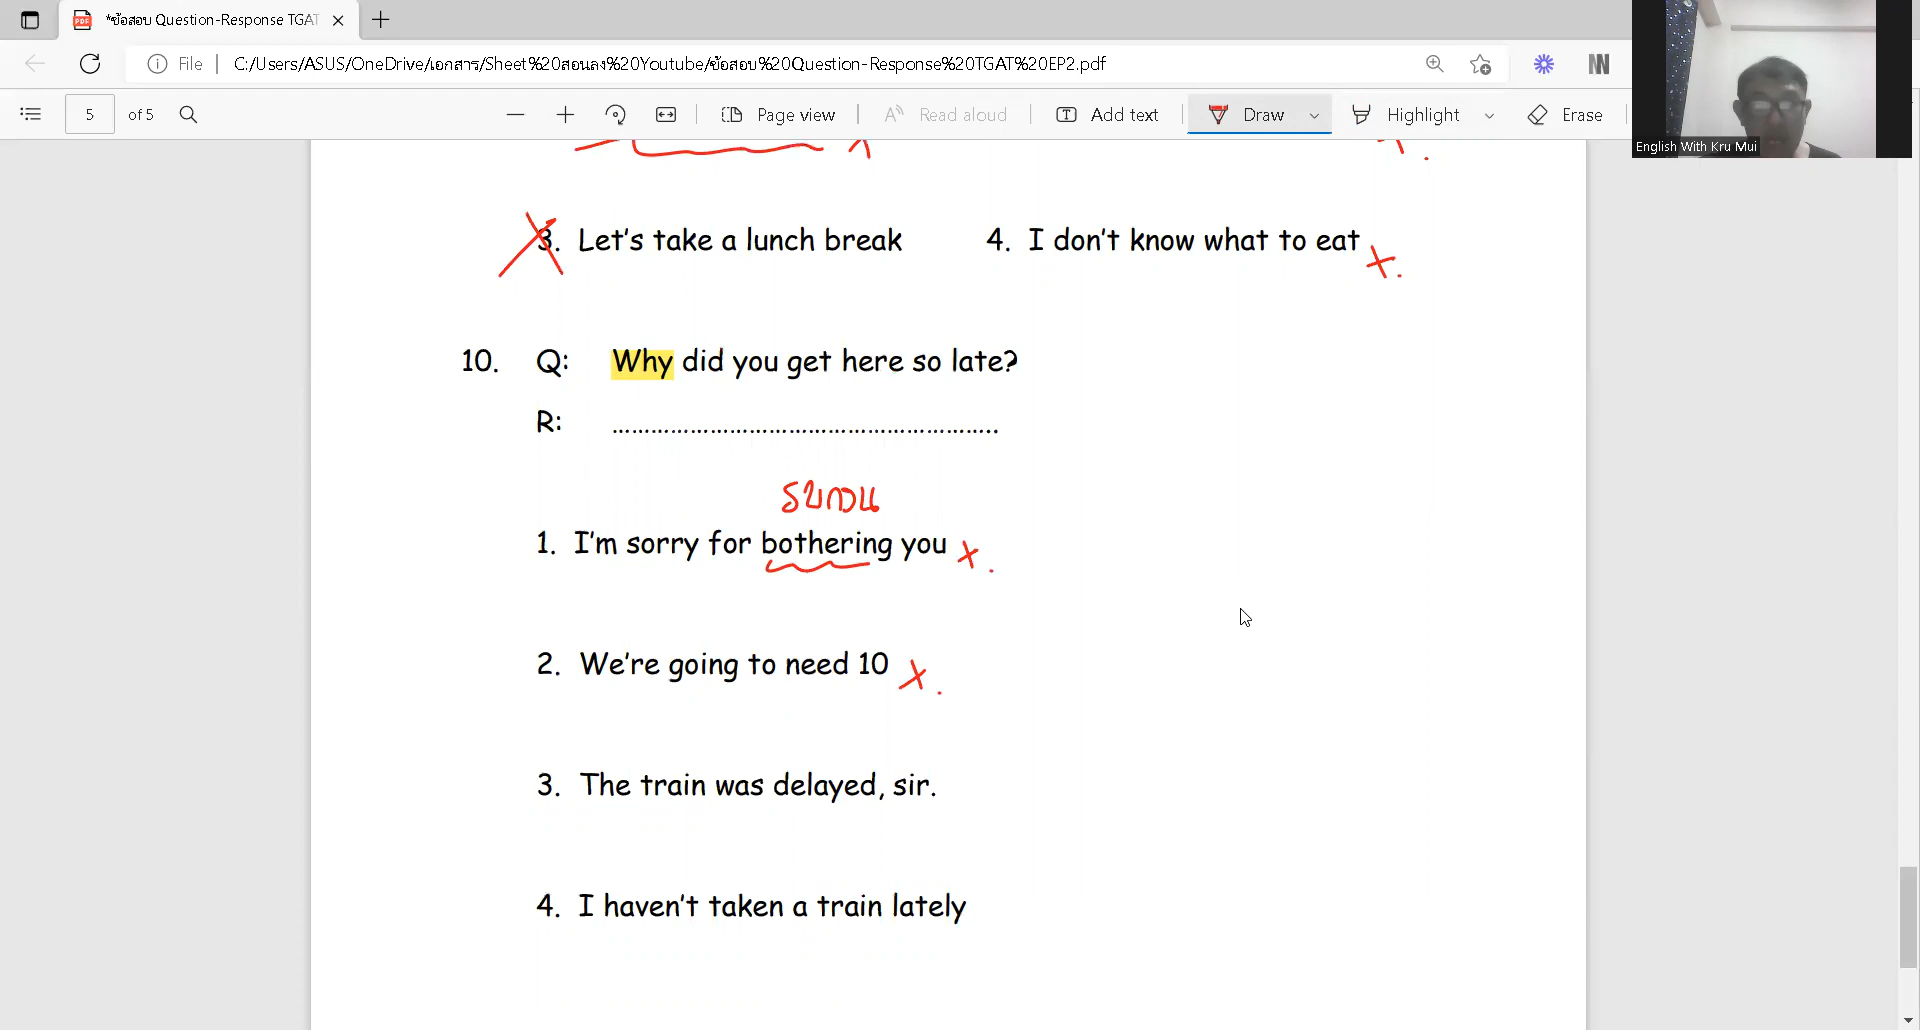 *ข้อสอบ Question-Response TGAT
File
C:/Users/ASUS/OneDrive/เอกสาร/Sheet%20สอนลง%20Youtube/ข้อสอบ%20Question-Response%20TGAT%20EP2.pdf
5 of 5 Page view Read aloud Add text Draw Highlight Erase
English With Kru Mui
3. Let's take a lunch break 4. I don't know what to eat x.
10. Q: Why did you get here so late?
R: ........................................................
รบกวน
1. I'm sorry for bothering you x.
2. We're going to need 10 x.
3. The train was delayed, sir.
4. I haven't taken a train lately